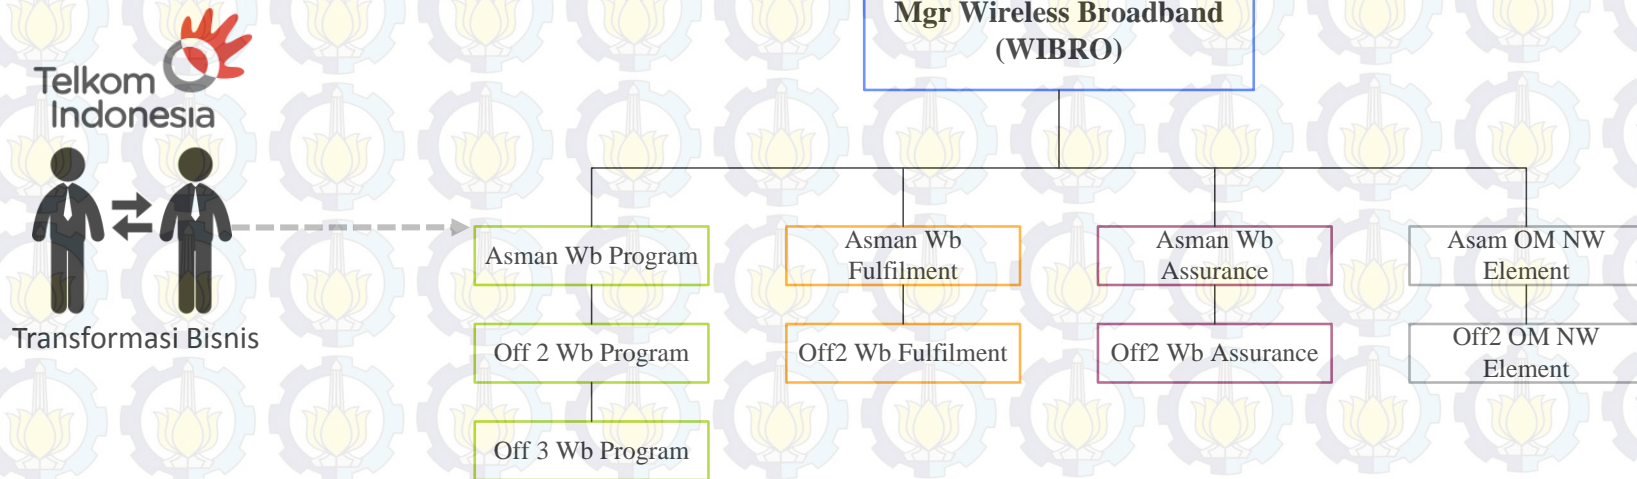 Mgr Wireless Broadband
(WIBRO)
Telkom
Indonesia
Transformasi Bisnis
Asman Wb Program
Off 2 Wb Program
Off 3 Wb Program
Asman Wb
Fulfilment
Off2 Wb Fulfilment
Asman Wb
Assurance
Off2 Wb Assurance
Asam OM NW
Element
Off2 OM NW
Element